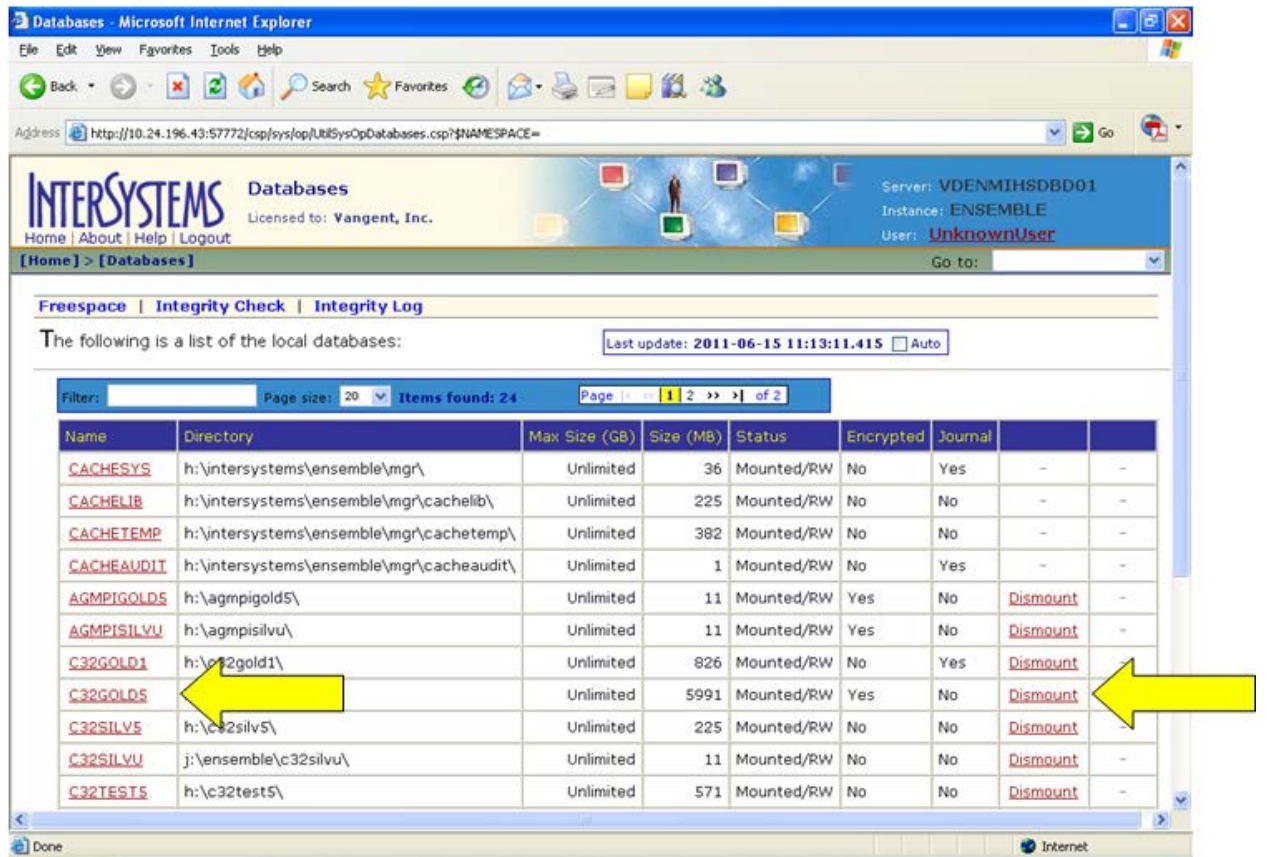 Databases - Microsoft Internet Explorer
File Edit View Favorites Tools Help
Back Search Favorites
Address http://10.24.196.43:57772/csp/sys/op/UtilSysOpDatabases.csp?$NAMESPACE= Go
INTERSYSTEMS Databases Server: VDENMIHSDBD01
Licensed to: Vangent, Inc. Instance: ENSEMBLE
Home | About | Help | Logout User: UnknownUser
[Home] > [Databases] Go to:
Freespace | Integrity Check | Integrity Log
The following is a list of the local databases: Last update: 2011-06-15 11:13:11.415 Auto
Filter: Page size: 20 Items found: 24 Page |< << 1 2 >> >| of 2
Name Directory Max Size (GB) Size (MB) Status Encrypted Journal
CACHESYS h:\intersystems\ensemble\mgr\ Unlimited 36 Mounted/RW No Yes - -
CACHELIB h:\intersystems\ensemble\mgr\cachelib\ Unlimited 225 Mounted/RW No No - -
CACHETEMP h:\intersystems\ensemble\mgr\cachetemp\ Unlimited 382 Mounted/RW No No - -
CACHEAUDIT h:\intersystems\ensemble\mgr\cacheaudit\ Unlimited 1 Mounted/RW No Yes - -
AGMPIGOLD5 h:\agmpigold5\ Unlimited 11 Mounted/RW Yes No Dismount -
AGMPISILVU h:\agmpisilvu\ Unlimited 11 Mounted/RW Yes No Dismount -
C32GOLD1 h:\c32gold1\ Unlimited 826 Mounted/RW No Yes Dismount -
C32GOLD5 Unlimited 5991 Mounted/RW Yes No Dismount
C32SILV5 h:\c32silv5\ Unlimited 225 Mounted/RW No No Dismount -
C32SILVU j:\ensemble\c32silvu\ Unlimited 11 Mounted/RW No No Dismount -
C32TEST5 h:\c32test5\ Unlimited 571 Mounted/RW No No Dismount -
Done Internet